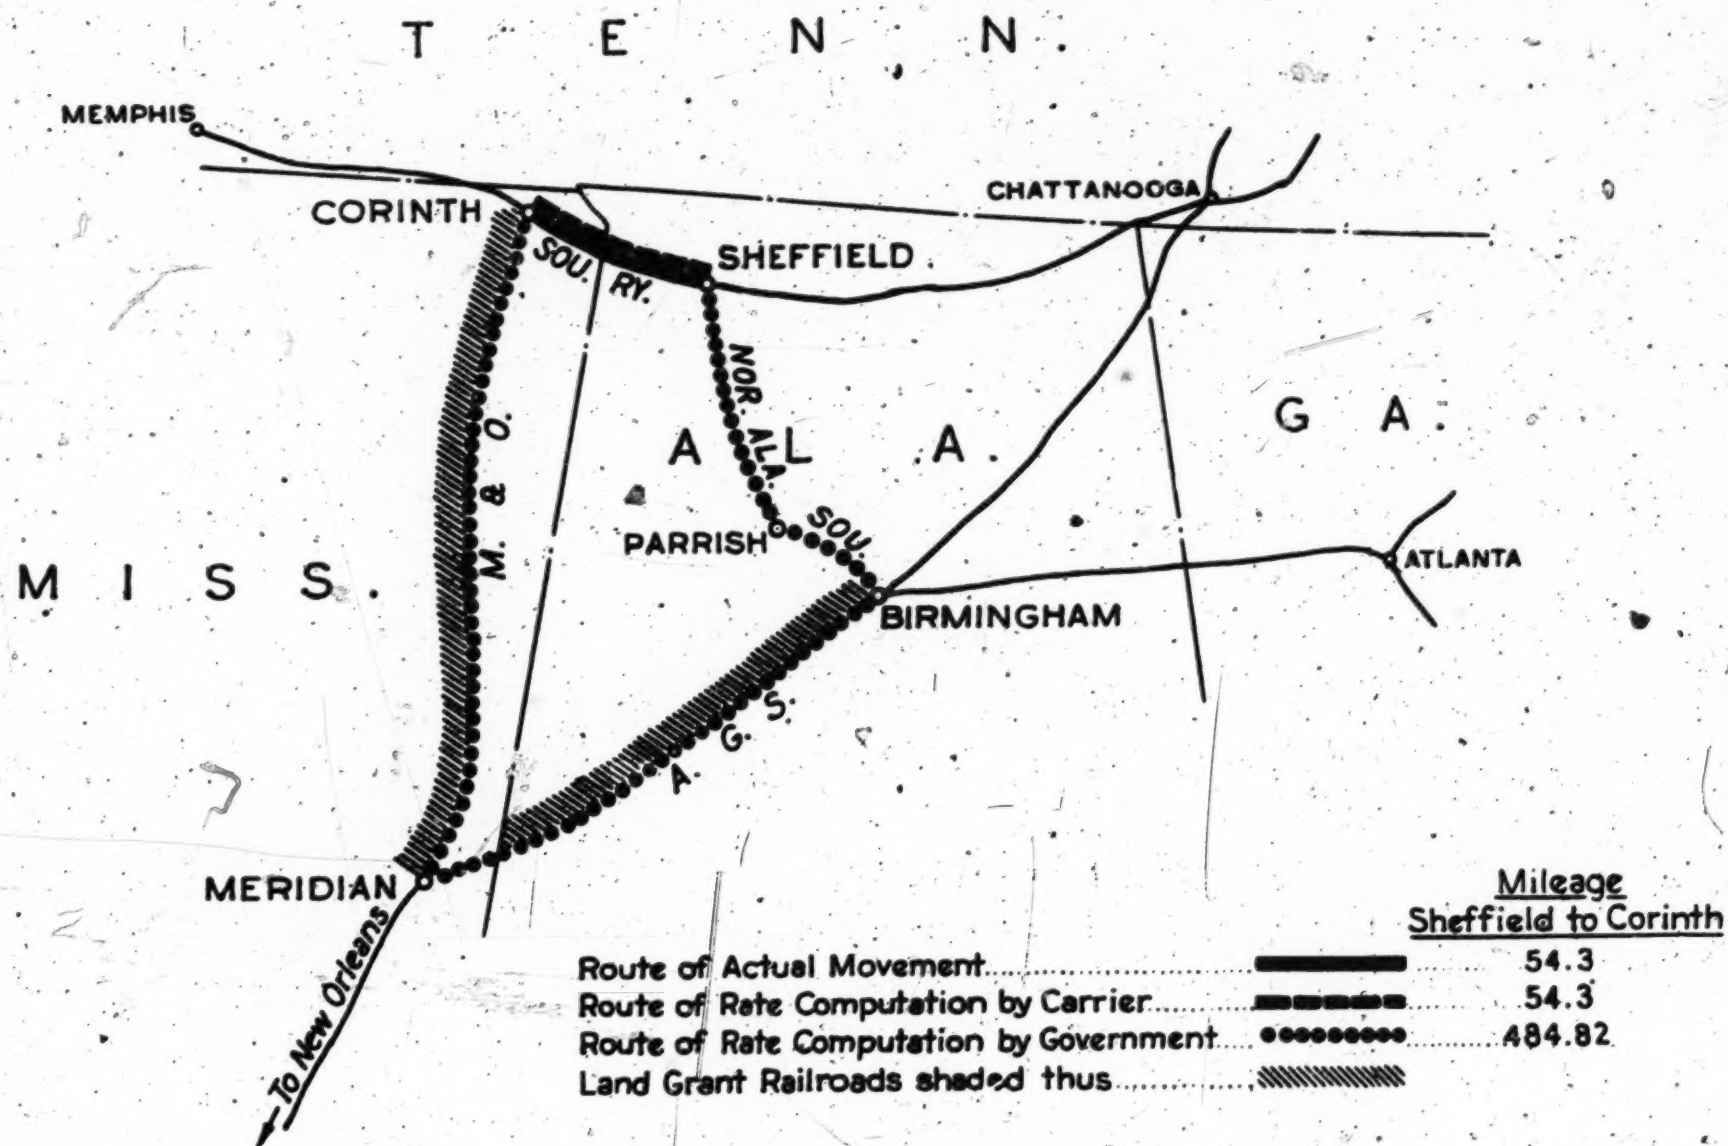 T E N N.
MEMPHIS
CHATTANOOGA
CORINTH
SHEFFIELD
SOU. RY.
NOR. ALA.
M. & O.
A L A.
G A.
SOU.
PARRISH
ATLANTA
M I S S.
BIRMINGHAM
A. G. S.
MERIDIAN
To New Orleans
Mileage
Sheffield to Corinth
Route of Actual Movement 54.3
Route of Rate Computation by Carrier 54.3
Route of Rate Computation by Government 484.82
Land Grant Railroads shaded thus